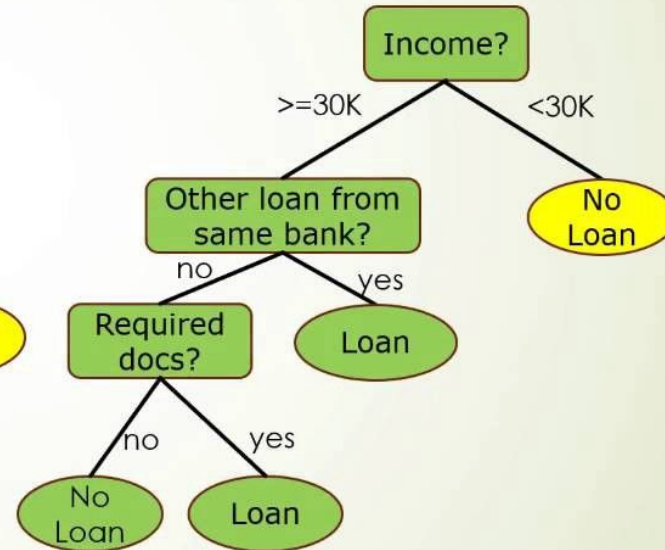 Income?
>=30K
<30K
Other loan from
same bank?
No
Loan
no
yes
Required
docs?
Loan
no
yes
No
Loan
Loan